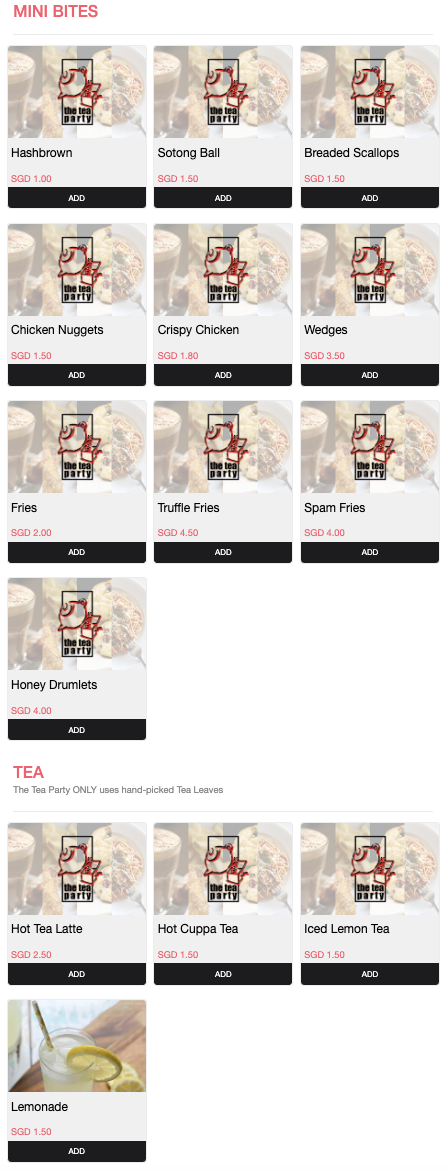 MINI BITES
the tea
party
the tea
party
the tea
party
Hashbrown
Sotong Ball
Breaded Scallops
SGD 1.00
SGD 1.50
SGD 1.50
ADD
ADD
ADD
the tea
party
the tea
party
the tea
party
Chicken Nuggets
Crispy Chicken
Wedges
SGD 1.50
SGD 1.80
SGD 3.50
ADD
ADD
ADD
the tea
party
the tea
party
the tea
party
Fries
Truffle Fries
Spam Fries
SGD 2.00
SGD 4.50
SGD 4.00
ADD
ADD
ADD
the tea
party
Honey Drumlets
SGD 4.00
ADD
TEA
The Tea Party ONLY uses hand-picked Tea Leaves
the tea
party
the tea
party
the tea
party
Hot Tea Latte
Hot Cuppa Tea
Iced Lemon Tea
SGD 2.50
SGD 1.50
SGD 1.50
ADD
ADD
ADD
Lemonade
SGD 1.50
ADD